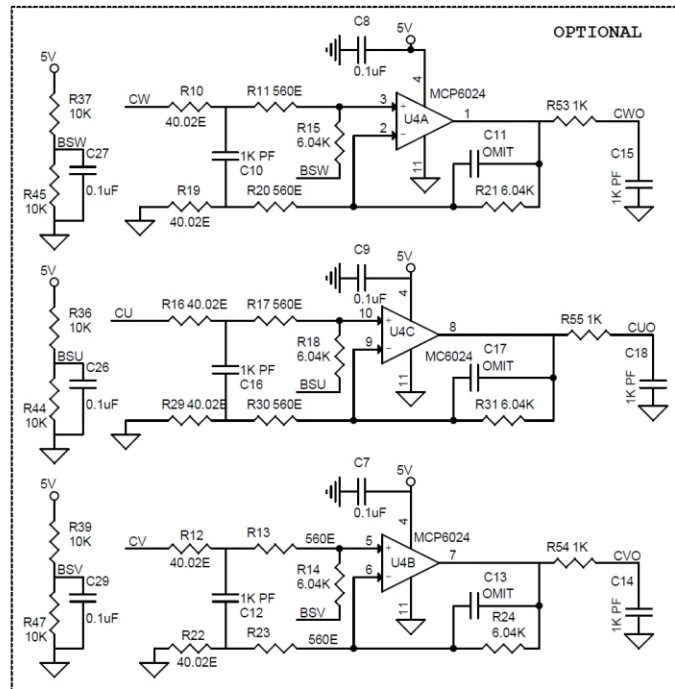 OPTIONAL
C8
5V
0.1uF
4
MCP6024
5V
R37
10K
BSW
C27
0.1uF
R45
10K
CW
R10
40.02E
R11 560E
3
+
U4A
1
2
-
R15
6.04K
BSW
1K PF
C10
11
C11
OMIT
R53 1K
CWO
C15
1K PF
R19
40.02E
R20 560E
R21 6.04K
C9
5V
0.1uF
4
5V
R36
10K
BSU
C26
0.1uF
R44
10K
CU
R16 40.02E
R17 560E
10
+
U4C
8
9
-
MC6024
R18
6.04K
BSU
1K PF
C16
11
C17
OMIT
R55 1K
CUO
C18
1K PF
R29 40.02E
R30 560E
R31 6.04K
C7
5V
0.1uF
4
MCP6024
5V
R39
10K
BSV
C29
0.1uF
R47
10K
CV
R12
40.02E
R13
560E
5
+
U4B
7
6
-
R14
6.04K
BSV
1K PF
C12
11
C13
OMIT
R54 1K
CVO
C14
1K PF
R22
40.02E
R23
560E
R24
6.04K